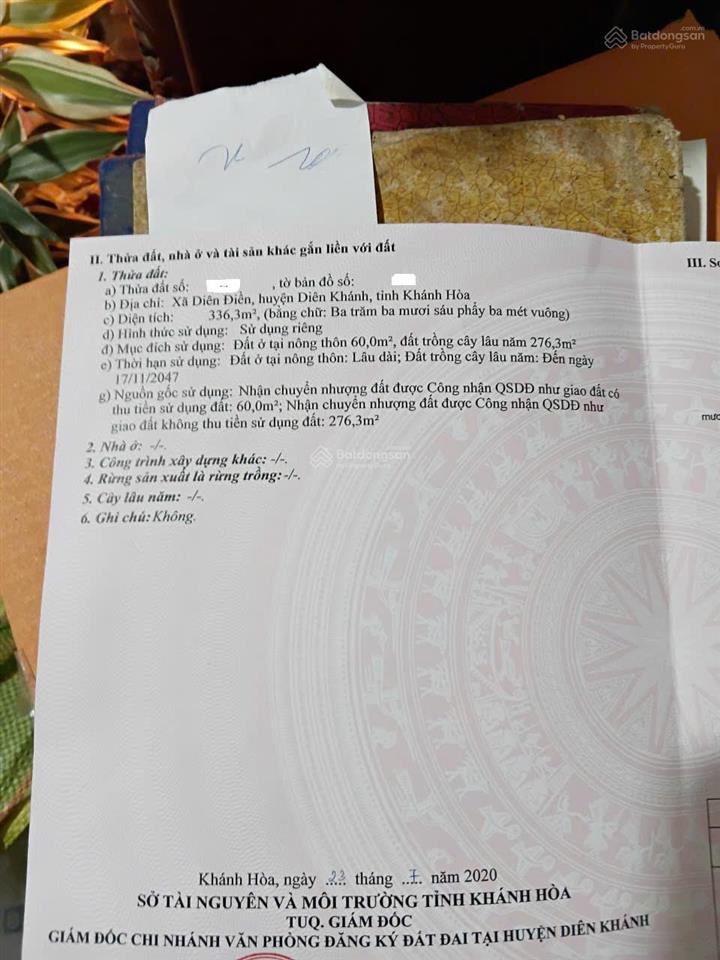 Batdongsan.com.vn
by PropertyGuru
II. Thửa đất, nhà ở và tài sản khác gắn liền với đất
III. Sơ
1. Thửa đất:
a) Thửa đất số: , tờ bản đồ số:
b) Địa chỉ: Xã Diên Điền, huyện Diên Khánh, tỉnh Khánh Hòa
c) Diện tích: 336,3m², (bằng chữ: Ba trăm ba mươi sáu phẩy ba mét vuông)
d) Hình thức sử dụng: Sử dụng riêng
đ) Mục đích sử dụng: Đất ở tại nông thôn 60,0m², đất trồng cây lâu năm 276,3m²
e) Thời hạn sử dụng: Đất ở tại nông thôn: Lâu dài; Đất trồng cây lâu năm: Đến ngày
17/11/2047
g) Nguồn gốc sử dụng: Nhận chuyển nhượng đất được Công nhận QSDĐ như giao đất có
thu tiền sử dụng đất: 60,0m²; Nhận chuyển nhượng đất được Công nhận QSDĐ như
giao đất không thu tiền sử dụng đất: 276,3m²
mươ
2. Nhà ở: -/-.
3. Công trình xây dựng khác: -/-.
4. Rừng sản xuất là rừng trồng: -/-.
5. Cây lâu năm: -/-.
6. Ghi chú: Không.
Batdongsan
by PropertyGuru
Khánh Hòa, ngày 23 tháng 7 năm 2020
SỞ TÀI NGUYÊN VÀ MÔI TRƯỜNG TỈNH KHÁNH HÒA
TUQ. GIÁM ĐỐC
GIÁM ĐỐC CHI NHÁNH VĂN PHÒNG ĐĂNG KÝ ĐẤT ĐAI TẠI HUYỆN DIÊN KHÁNH